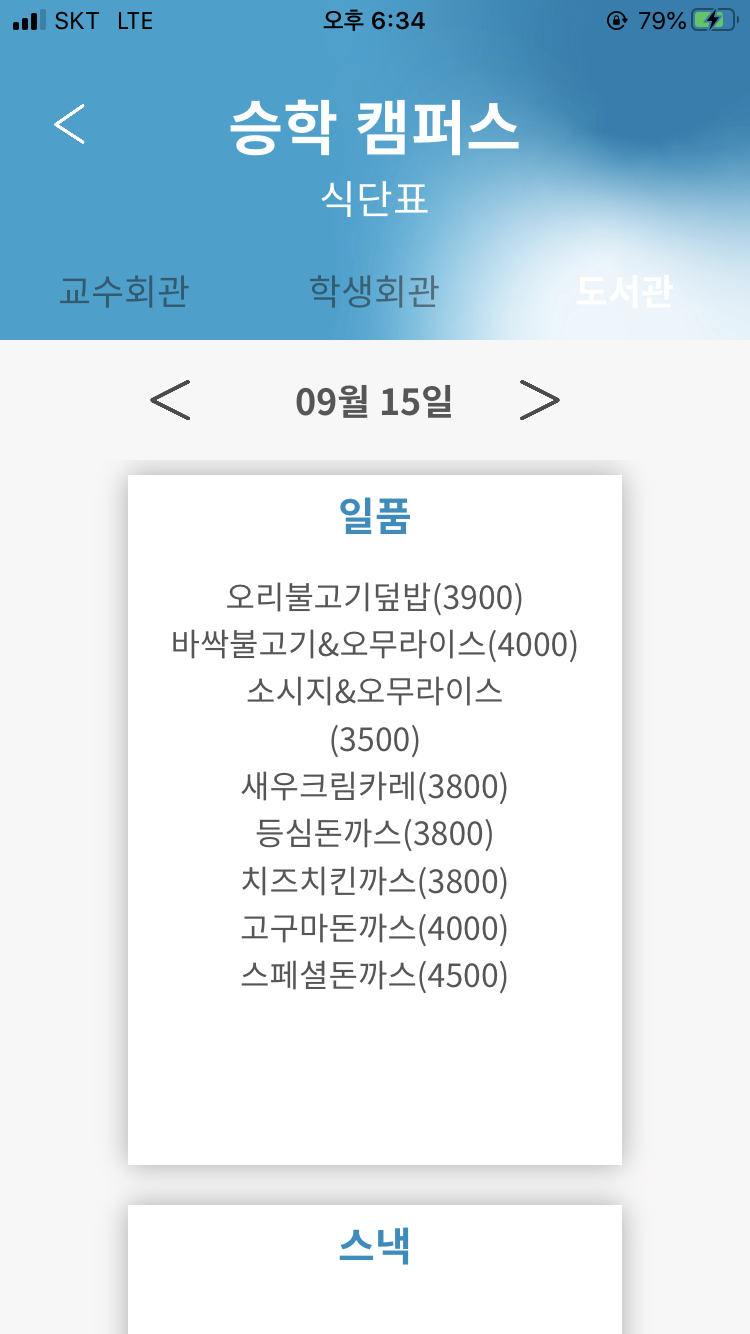 SKT LTE 오후 6:34 79%
승학 캠퍼스
식단표
교수회관 학생회관 도서관
09월 15일
일품
오리불고기덮밥(3900)
바싹불고기&오무라이스(4000)
소시지&오무라이스
(3500)
새우크림카레(3800)
등심돈까스(3800)
치즈치킨까스(3800)
고구마돈까스(4000)
스페셜돈까스(4500)
스낵